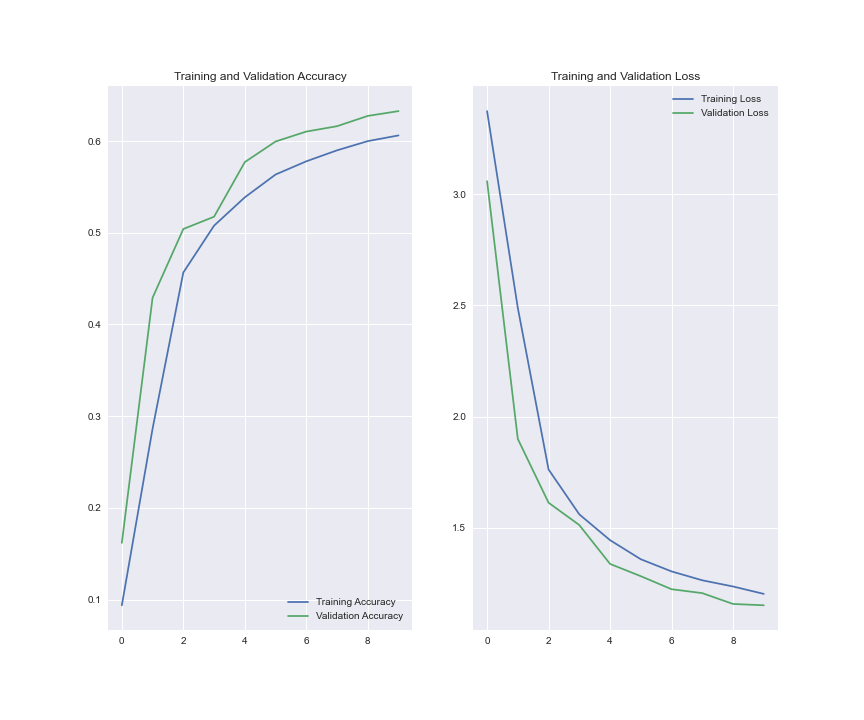 Training and Validation Accuracy
0.6
0.5
0.4
0.3
0.2
0.1
0 2 4 6 8
Training Accuracy
Validation Accuracy
Training and Validation Loss
Training Loss
Validation Loss
3.0
2.5
2.0
1.5
0 2 4 6 8